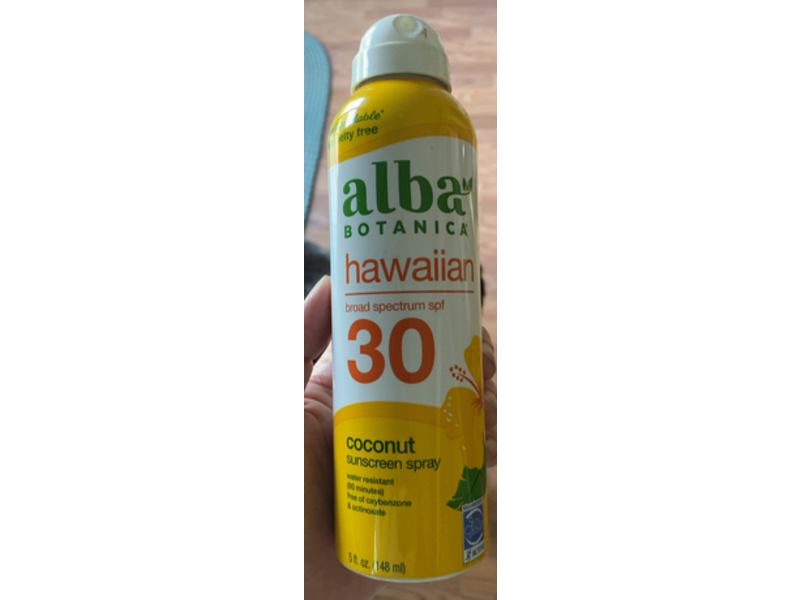 free
alba
BOTANICA
hawaiian
broad spectrum spf
30
coconut
sunscreen spray
water resistant
(80 minutes)
free of oxybenzone
& octinoxate
5 fl. oz. (148 ml)